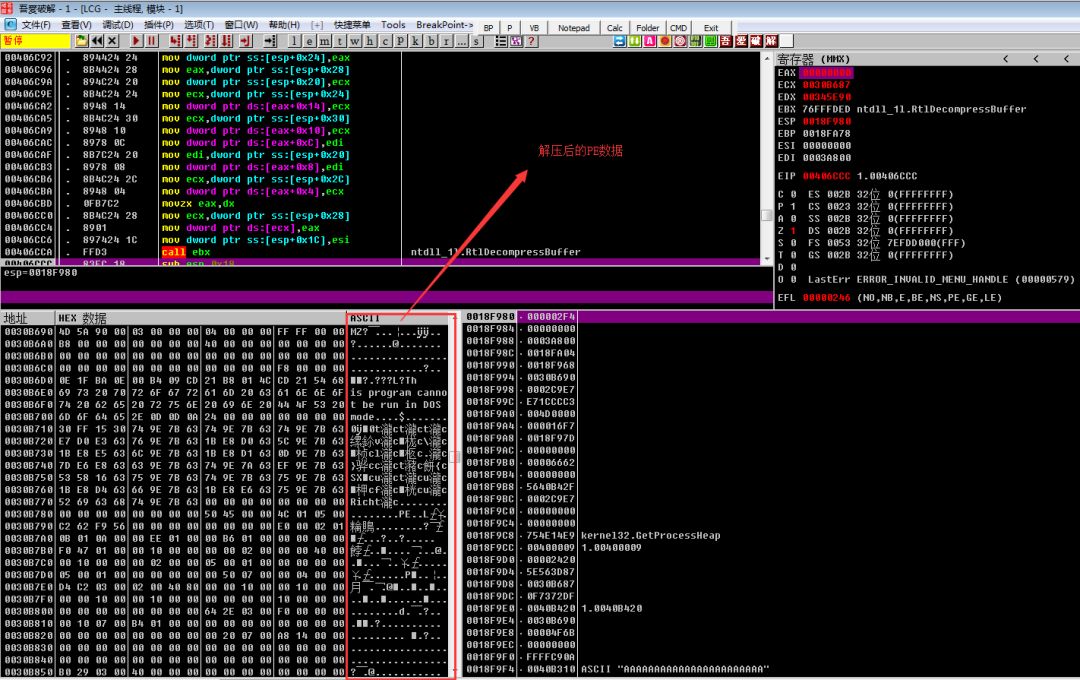 吾爱破解 - 1 - [LCG - 主线程, 模块 - 1]
文件(F) 查看(V) 调试(D) 插件(P) 选项(T) 窗口(W) 帮助(H) [+] 快捷菜单 Tools BreakPoint-> BP P VB Notepad Calc Folder CMD Exit
暂停 l e m t w h c p k b r ... s ? 吾 爱 破 解
00406C92 . 894424 24 mov dword ptr ss:[esp+0x24],eax
00406C96 . 8B4424 28 mov eax,dword ptr ss:[esp+0x28]
00406C9A . 894C24 20 mov dword ptr ss:[esp+0x20],ecx
00406C9E . 8B4C24 24 mov ecx,dword ptr ss:[esp+0x24]
00406CA2 . 8948 14 mov dword ptr ds:[eax+0x14],ecx
00406CA5 . 8B4C24 30 mov ecx,dword ptr ss:[esp+0x30]
00406CA9 . 8948 10 mov dword ptr ds:[eax+0x10],ecx
00406CAC . 8978 0C mov dword ptr ds:[eax+0xC],edi
00406CAF . 8B7C24 20 mov edi,dword ptr ss:[esp+0x20]
00406CB3 . 8978 08 mov dword ptr ds:[eax+0x8],edi
00406CB6 . 8B4C24 2C mov ecx,dword ptr ss:[esp+0x2C]
00406CBA . 8948 04 mov dword ptr ds:[eax+0x4],ecx
00406CBD . 0FB7C2 movzx eax,dx
00406CC0 . 8B4C24 28 mov ecx,dword ptr ss:[esp+0x28]
00406CC4 . 8901 mov dword ptr ds:[ecx],eax
00406CC6 . 897424 1C mov dword ptr ss:[esp+0x1C],esi
00406CCA . FFD3 call ebx ntdll_1l.RtlDecompressBuffer
00406CCC . 83EC 18 sub esp,0x18
esp=0018F980
解压后的PE数据
寄存器 (MMX) < < <
EAX 00000000
ECX 0030B687
EDX 00345E90
EBX 76FFFDED ntdll_1l.RtlDecompressBuffer
ESP 0018F980
EBP 0018FA78
ESI 00000000
EDI 0003A800
EIP 00406CCC 1.00406CCC
C 0 ES 002B 32位 0(FFFFFFFF)
P 1 CS 0023 32位 0(FFFFFFFF)
A 0 SS 002B 32位 0(FFFFFFFF)
Z 1 DS 002B 32位 0(FFFFFFFF)
S 0 FS 0053 32位 7EFDD000(FFF)
T 0 GS 002B 32位 0(FFFFFFFF)
D 0
O 0 LastErr ERROR_INVALID_MENU_HANDLE (00000579)
EFL 00000246 (NO,NB,E,BE,NS,PE,GE,LE)
地址 HEX 数据 ASCII
0030B690 4D 5A 90 00 03 00 00 00 04 00 00 00 FF FF 00 00
0030B6A0 B8 00 00 00 00 00 00 00 40 00 00 00 00 00 00 00 ?.......@.......
0030B6B0 00 00 00 00 00 00 00 00 00 00 00 00 00 00 00 00 ................
0030B6C0 00 00 00 00 00 00 00 00 00 00 00 00 F8 00 00 00 ............?..
0030B6D0 0E 1F BA 0E 00 B4 09 CD 21 B8 01 4C CD 21 54 68
0030B6E0 69 73 20 70 72 6F 67 72 61 6D 20 63 61 6E 6E 6F is program canno
0030B6F0 74 20 62 65 20 72 75 6E 20 69 6E 20 44 4F 53 20 t be run in DOS
0030B700 6D 6F 64 65 2E 0D 0D 0A 24 00 00 00 00 00 00 00 mode....$.......
0030B710 30 FF 15 30 74 9E 7B 63 74 9E 7B 63 74 9E 7B 63
0030B720 E7 D0 E3 63 76 9E 7B 63 1B E8 D0 63 5C 9E 7B 63
0030B730 1B E8 E5 63 6C 9E 7B 63 1B E8 D1 63 0D 9E 7B 63
0030B740 7D E6 E8 63 63 9E 7B 63 74 9E 7A 63 EF 9E 7B 63
0030B750 53 58 16 63 75 9E 7B 63 74 9E 7B 63 75 9E 7B 63
0030B760 1B E8 D4 63 66 9E 7B 63 1B E8 E6 63 75 9E 7B 63
0030B770 52 69 63 68 74 9E 7B 63 00 00 00 00 00 00 00 00
0030B780 00 00 00 00 00 00 00 00 50 45 00 00 4C 01 05 00
0030B790 C2 62 F9 56 00 00 00 00 00 00 00 00 E0 00 02 01
0030B7A0 0B 01 0A 00 00 EE 01 00 00 B6 01 00 00 00 00 00
0030B7B0 F0 47 01 00 00 10 00 00 00 00 02 00 00 00 40 00
0030B7C0 00 10 00 00 00 02 00 00 05 00 01 00 00 00 00 00
0030B7D0 05 00 01 00 00 00 00 00 00 50 07 00 00 04 00 00
0030B7E0 D4 C2 03 00 02 00 40 80 00 00 10 00 00 10 00 00
0030B7F0 00 00 10 00 00 10 00 00 00 00 00 00 10 00 00 00
0030B800 00 00 00 00 00 00 00 00 64 2E 03 00 F0 00 00 00
0030B810 00 10 07 00 B4 01 00 00 00 00 00 00 00 00 00 00
0030B820 00 00 00 00 00 00 00 00 00 20 07 00 A8 14 00 00
0030B830 00 00 00 00 00 00 00 00 00 00 00 00 00 00 00 00 ................
0030B840 00 00 00 00 00 00 00 00 00 00 00 00 00 00 00 00 ................
0030B850 B0 29 03 00 40 00 00 00 00 00 00 00 00 00 00 00
0018F980 000002F4
0018F984 00000000
0018F988 0003A800
0018F98C 0018FA04
0018F990 0018F968
0018F994 0030B690
0018F998 0002C9E7
0018F99C E71CCCC3
0018F9A0 004D0000
0018F9A4 000016F7
0018F9A8 0018F97D
0018F9AC 00000000
0018F9B0 00006662
0018F9B4 00000000
0018F9B8 5640B42F
0018F9BC 0002C9E7
0018F9C0 00000000
0018F9C4 00000000
0018F9C8 754E14E9 kernel32.GetProcessHeap
0018F9CC 00400009 1.00400009
0018F9D0 00002420
0018F9D4 5E563D87
0018F9D8 0030B687
0018F9DC 0F7372DF
0018F9E0 0040B420 1.0040B420
0018F9E4 0030B690
0018F9E8 00004F6B
0018F9EC 00000000
0018F9F0 FFFFC90A
0018F9F4 0040B310 ASCII "AAAAAAAAAAAAAAAAAAAAAAA"